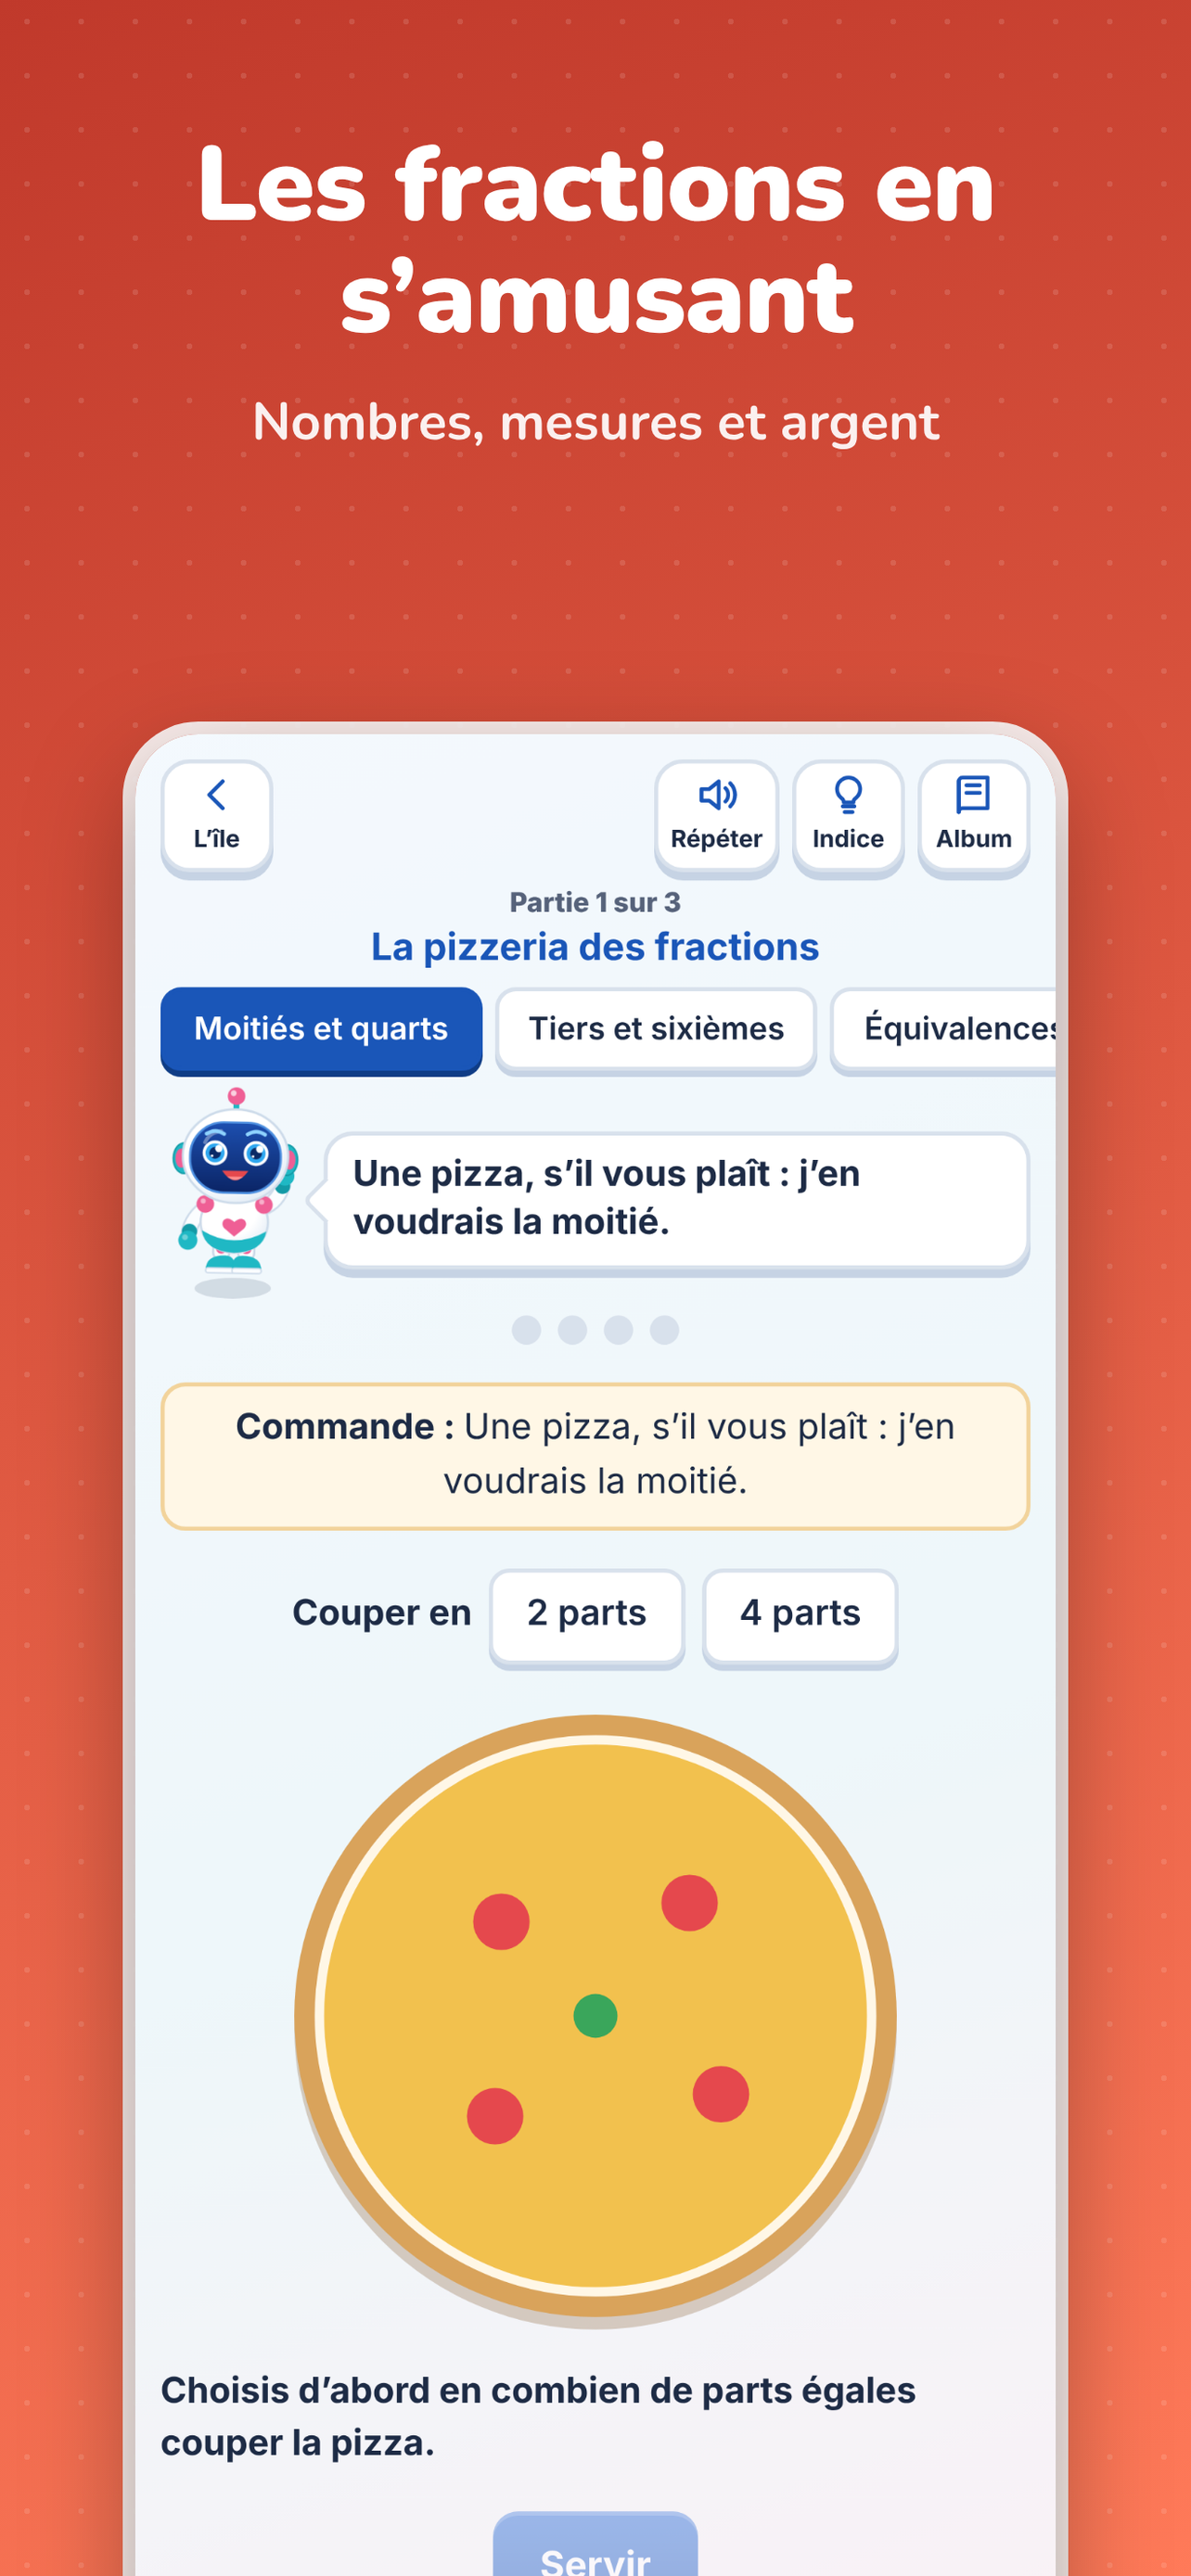 Les fractions en
s’amusant
Nombres, mesures et argent
L’île
Répéter
Indice
Album
Partie 1 sur 3
La pizzeria des fractions
Moitiés et quarts
Tiers et sixièmes
Équivalences
Une pizza, s’il vous plaît : j’en
voudrais la moitié.
Commande : Une pizza, s’il vous plaît : j’en
voudrais la moitié.
Couper en
2 parts
4 parts
Choisis d’abord en combien de parts égales
couper la pizza.
Servir